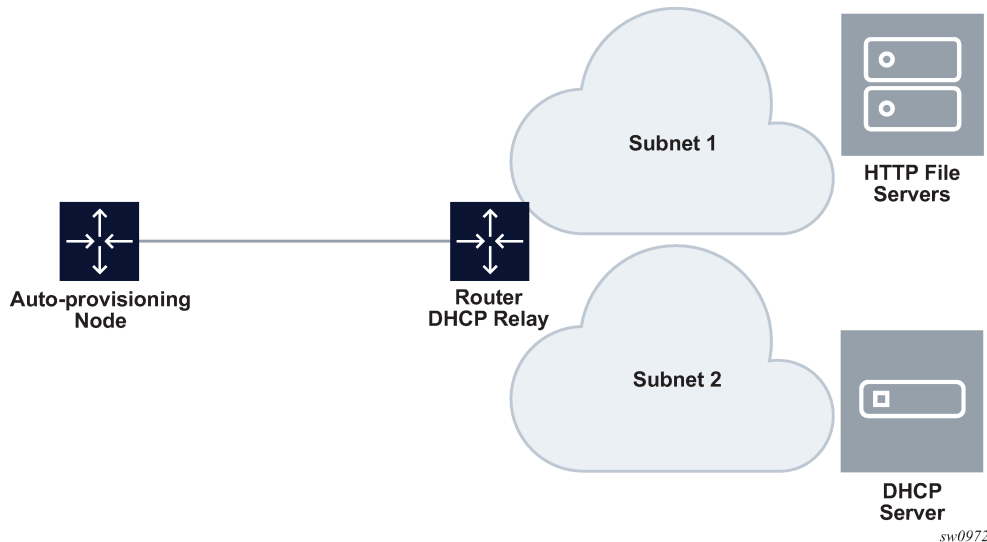 Subnet 1
HTTP File
Servers
Auto-provisioning
Node
Router
DHCP Relay
Subnet 2
DHCP
Server
sw0972